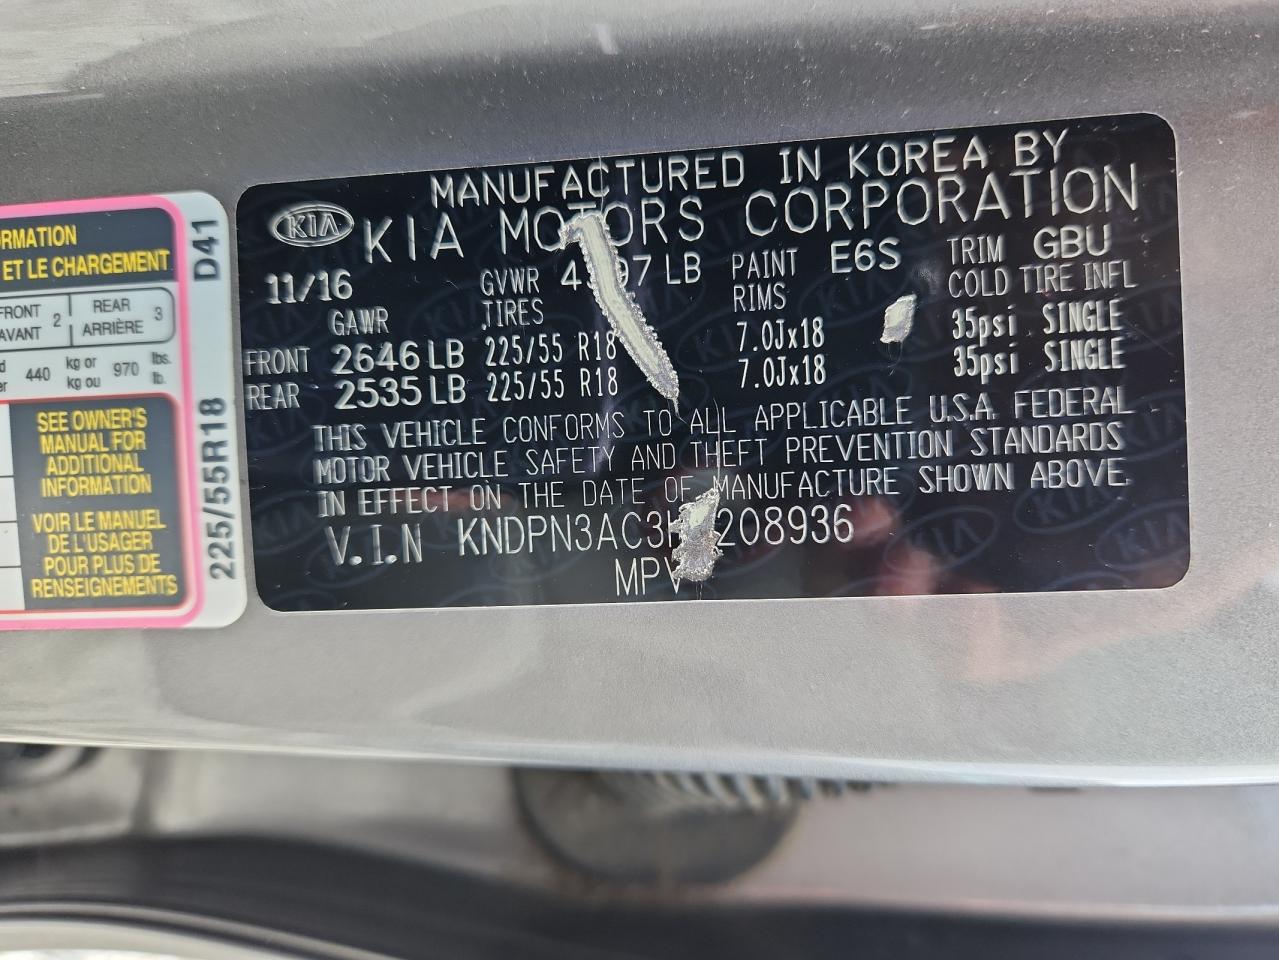 MANUFACTURED IN KOREA BY
KIA KIA MOTORS CORPORATION
11/16 GVWR LB PAINT E6S TRIM GBU
GAWR TIRES RIMS COLD TIRE INFL
FRONT 2646 LB 225/55 R18 7.0Jx18 35psi SINGLE
REAR 2535 LB 225/55 R18 7.0Jx18 35psi SINGLE
THIS VEHICLE CONFORMS TO ALL APPLICABLE U.S.A. FEDERAL
MOTOR VEHICLE SAFETY AND THEFT PREVENTION STANDARDS
IN EFFECT ON THE DATE OF MANUFACTURE SHOWN ABOVE.
V.I.N
MPV
ET LE CHARGEMENT
FRONT 2 REAR 3
AVANT ARRIÈRE
440 kg or 970 lbs.
kg ou lb.
SEE OWNER'S
MANUAL FOR
ADDITIONAL
INFORMATION
VOIR LE MANUEL
DE L'USAGER
POUR PLUS DE
RENSEIGNEMENTS
225/55R18 D41